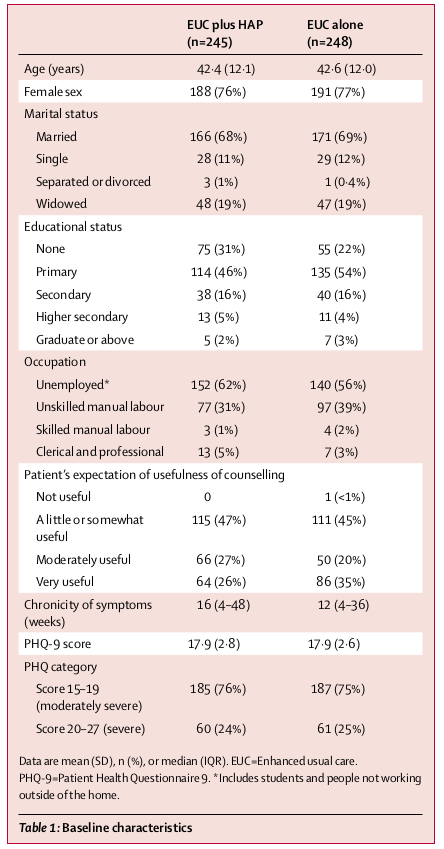 EUC plus HAP EUC alone
(n=245) (n=248)
Age (years) 42·4 (12·1) 42·6 (12·0)
Female sex 188 (76%) 191 (77%)
Marital status
Married 166 (68%) 171 (69%)
Single 28 (11%) 29 (12%)
Separated or divorced 3 (1%) 1 (0·4%)
Widowed 48 (19%) 47 (19%)
Educational status
None 75 (31%) 55 (22%)
Primary 114 (46%) 135 (54%)
Secondary 38 (16%) 40 (16%)
Higher secondary 13 (5%) 11 (4%)
Graduate or above 5 (2%) 7 (3%)
Occupation
Unemployed* 152 (62%) 140 (56%)
Unskilled manual labour 77 (31%) 97 (39%)
Skilled manual labour 3 (1%) 4 (2%)
Clerical and professional 13 (5%) 7 (3%)
Patient's expectation of usefulness of counselling
Not useful 0 1 (<1%)
A little or somewhat 115 (47%) 111 (45%)
useful
Moderately useful 66 (27%) 50 (20%)
Very useful 64 (26%) 86 (35%)
Chronicity of symptoms 16 (4–48) 12 (4–36)
(weeks)
PHQ-9 score 17·9 (2·8) 17·9 (2·6)
PHQ category
Score 15–19 185 (76%) 187 (75%)
(moderately severe)
Score 20–27 (severe) 60 (24%) 61 (25%)
Data are mean (SD), n (%), or median (IQR). EUC=Enhanced usual care.
PHQ-9=Patient Health Questionnaire 9. *Includes students and people not working
outside of the home.
Table 1: Baseline characteristics